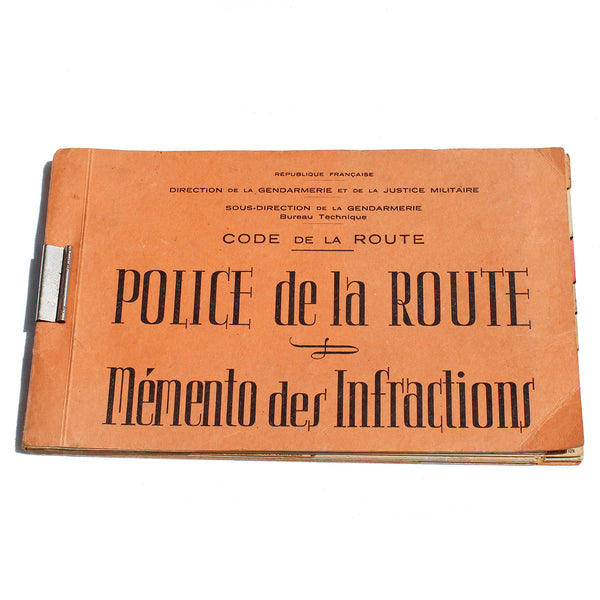 RÉPUBLIQUE FRANÇAISE
DIRECTION DE LA GENDARMERIE ET DE LA JUSTICE MILITAIRE
SOUS-DIRECTION DE LA GENDARMERIE
Bureau Technique
CODE DE LA ROUTE
POLICE de la ROUTE
Mémento des Infractions